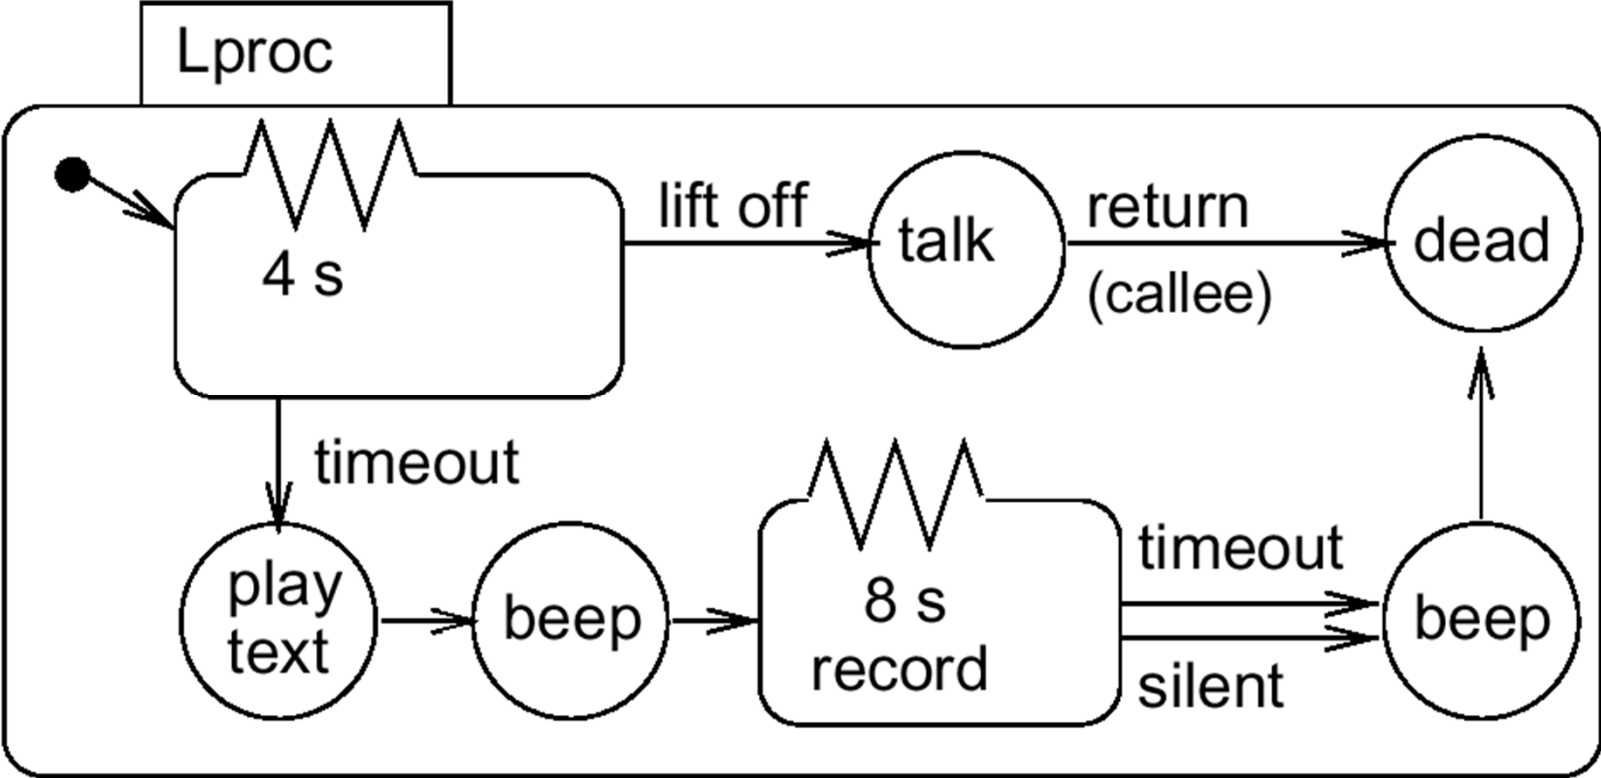 Lproc
4 s
lift off
talk
return
(callee)
dead
timeout
play
text
beep
8 s
record
timeout
silent
beep